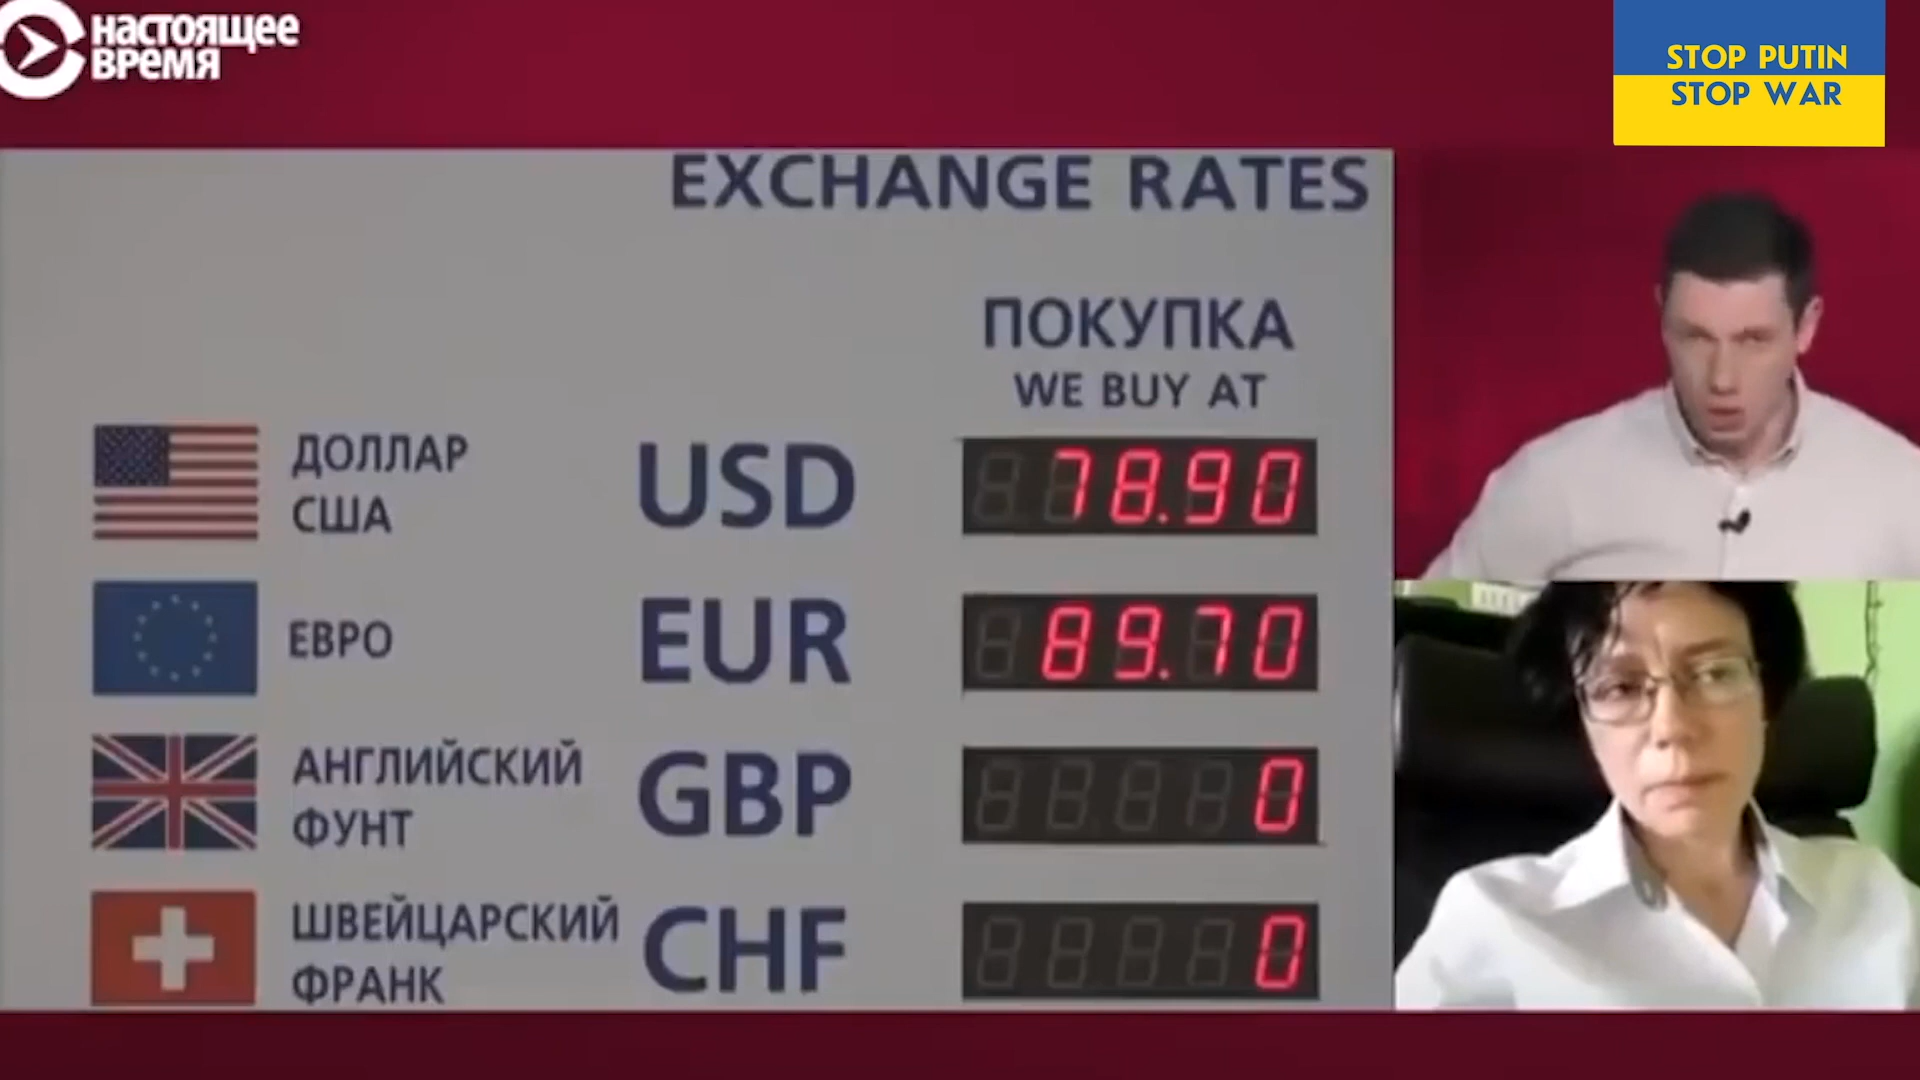 настоящее
время
STOP PUTIN
STOP WAR
EXCHANGE RATES
ПОКУПКА
WE BUY AT
ДОЛЛАР
США
USD
78.90
ЕВРО
EUR
89.70
АНГЛИЙСКИЙ
ФУНТ
GBP
0
ШВЕЙЦАРСКИЙ
ФРАНК
CHF
0